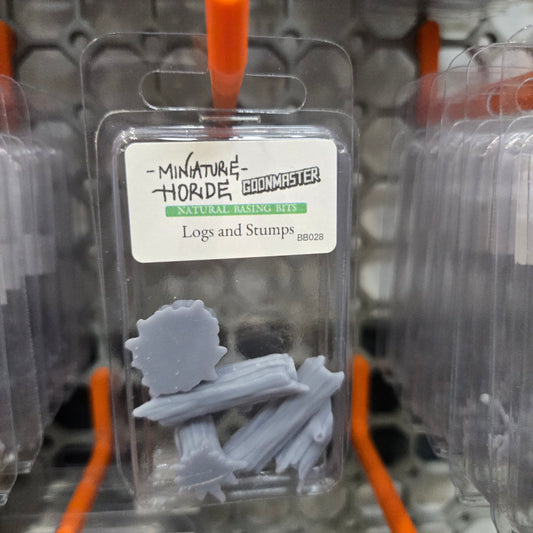 -MINIATURE-
HORDE GOONMASTER
NATURAL BASING BITS
Logs and Stumps BB028